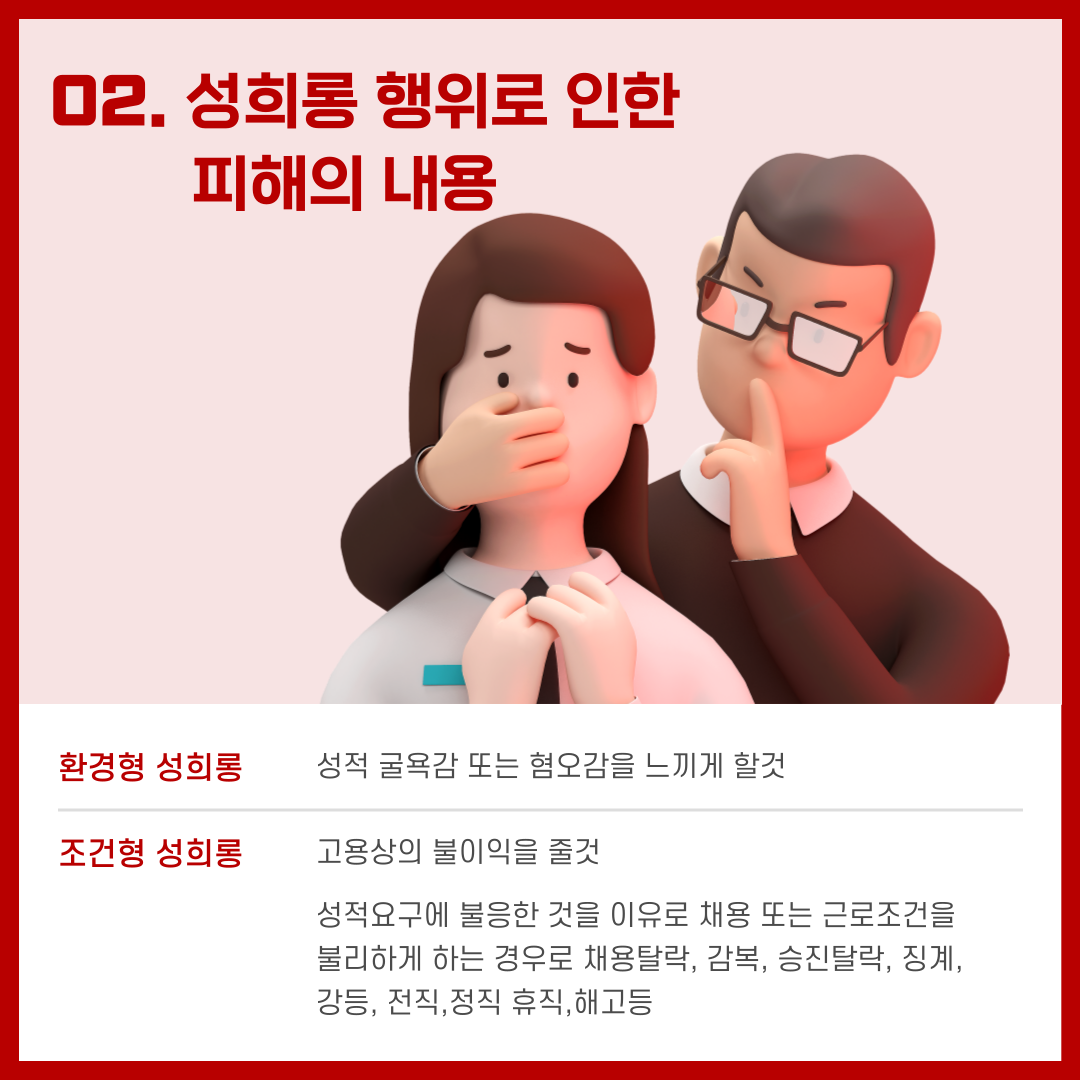 02. 성희롱 행위로 인한
피해의 내용
환경형 성희롱
성적 굴욕감 또는 혐오감을 느끼게 할것
조건형 성희롱
고용상의 불이익을 줄것
성적요구에 불응한 것을 이유로 채용 또는 근로조건을
불리하게 하는 경우로 채용탈락, 감복, 승진탈락, 징계,
강등, 전직,정직 휴직,해고등